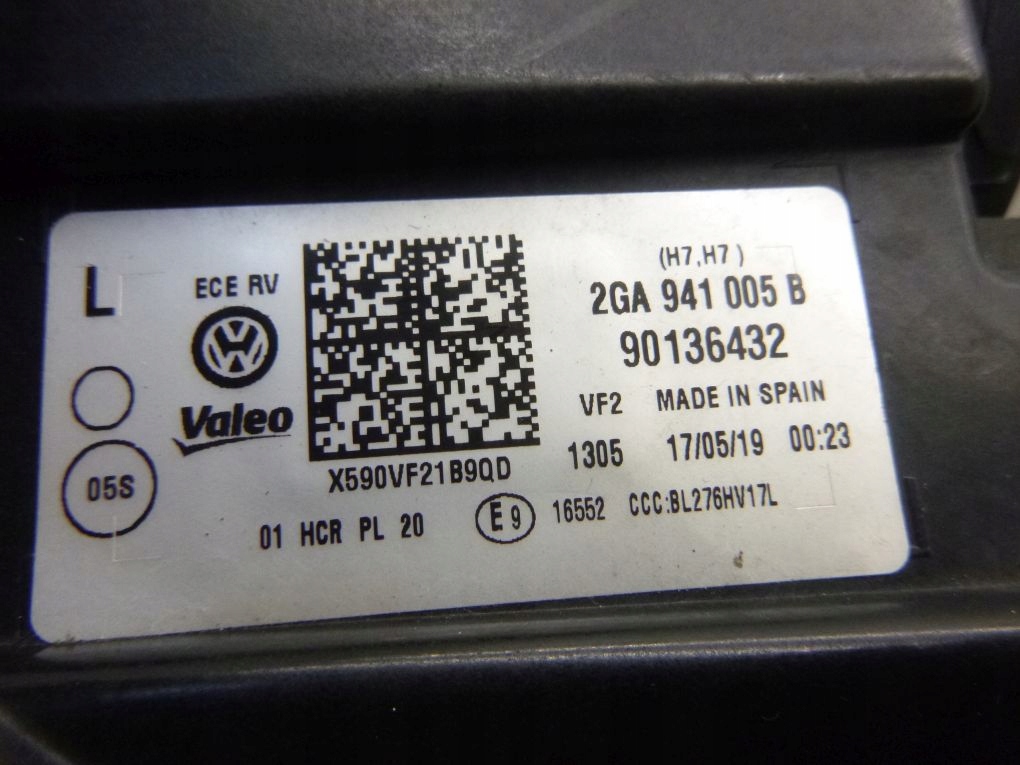 L
ECE RV
VW
Valeo
05S
X590VF21B9QD
01 HCR PL 20
E9
16552 CCC:BL276HV17L
(H7,H7)
2GA 941 005 B
90136432
VF2 MADE IN SPAIN
1305 17/05/19 00:23